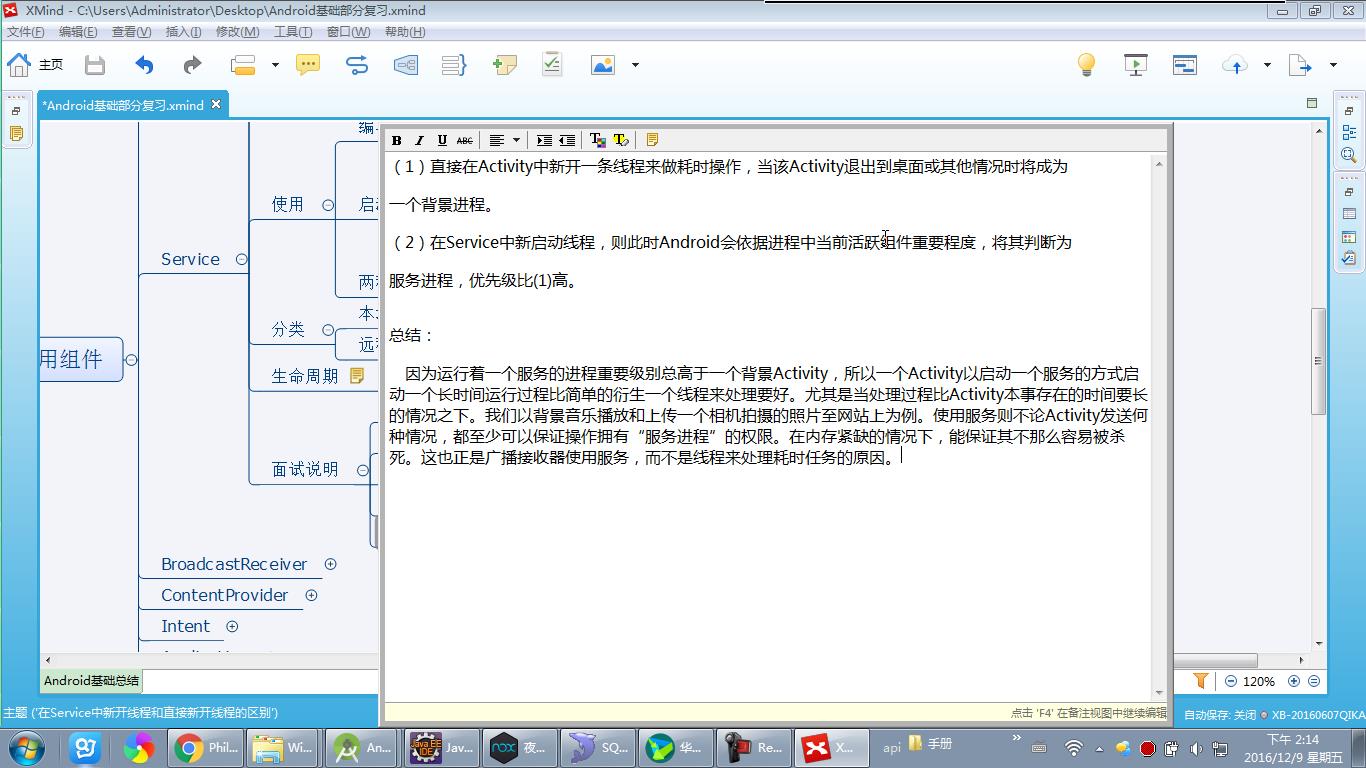 XMind - C:\Users\Administrator\Desktop\Android基础部分复习.xmind
文件(F) 编辑(E) 查看(V) 插入(I) 修改(M) 工具(T) 窗口(W) 帮助(H)
主页
*Android基础部分复习.xmind
B I U ABC
编
使用
启
Service
两
本
分类
远
用组件
生命周期
面试说明
BroadcastReceiver
ContentProvider
Intent
（1）直接在Activity中新开一条线程来做耗时操作，当该Activity退出到桌面或其他情况时将成为
一个背景进程。
（2）在Service中新启动线程，则此时Android会依据进程中当前活跃组件重要程度，将其判断为
服务进程，优先级比(1)高。
总结：
因为运行着一个服务的进程重要级别总高于一个背景Activity，所以一个Activity以启动一个服务的方式启
动一个长时间运行过程比简单的衍生一个线程来处理要好。尤其是当处理过程比Activity本事存在的时间要长
的情况之下。我们以背景音乐播放和上传一个相机拍摄的照片至网站上为例。使用服务则不论Activity发送何
种情况，都至少可以保证操作拥有“服务进程”的权限。在内存紧缺的情况下，能保证其不那么容易被杀
死。这也正是广播接收器使用服务，而不是线程来处理耗时任务的原因。
Android基础总结
120%
点击 'F4' 在备注视图中继续编辑
主题 ('在Service中新开线程和直接新开线程的区别')
自动保存: 关闭 XB-20160607QIKA
Phil... Wi... An... Jav... 夜... SQ... 华... Re... X... api 手册
下午 2:14
2016/12/9 星期五